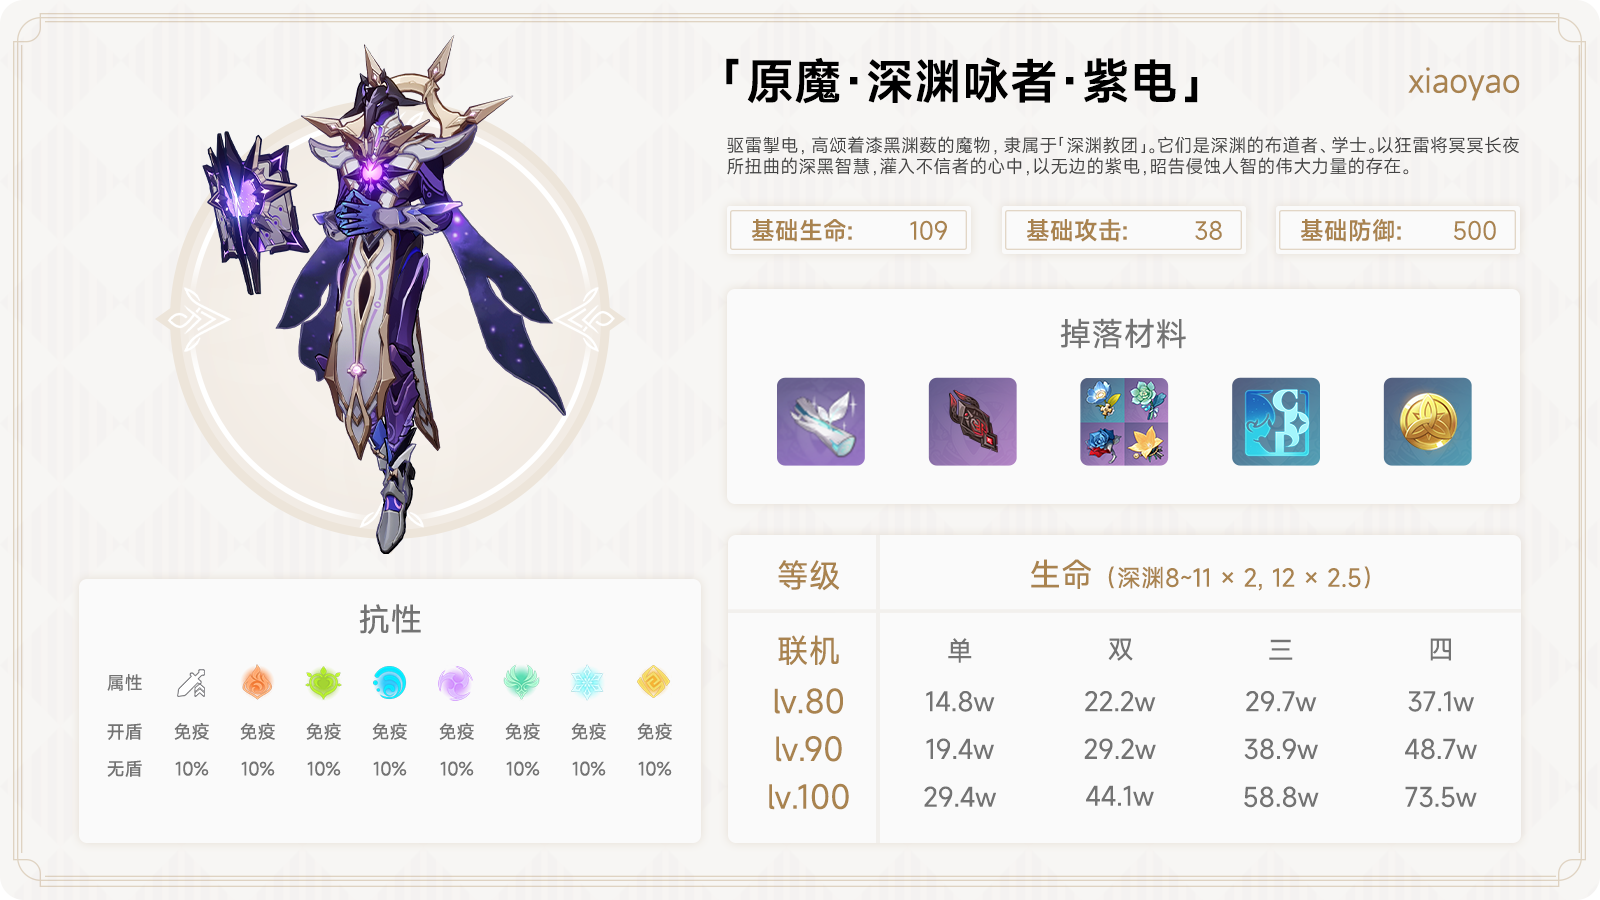 「原魔·深渊咏者·紫电」
xiaoyao
驱雷掣电，高颂着漆黑渊薮的魔物，隶属于「深渊教团」。它们是深渊的布道者、学士。以狂雷将冥冥长夜
所扭曲的深黑智慧，灌入不信者的心中，以无边的紫电，昭告侵蚀人智的伟大力量的存在。
基础生命: 109
基础攻击: 38
基础防御: 500
掉落材料
抗性
属性
开盾 免疫 免疫 免疫 免疫 免疫 免疫 免疫 免疫
无盾 10% 10% 10% 10% 10% 10% 10% 10%
等级 生命（深渊8~11 × 2, 12 × 2.5）
联机 单 双 三 四
lv.80 14.8w 22.2w 29.7w 37.1w
lv.90 19.4w 29.2w 38.9w 48.7w
lv.100 29.4w 44.1w 58.8w 73.5w